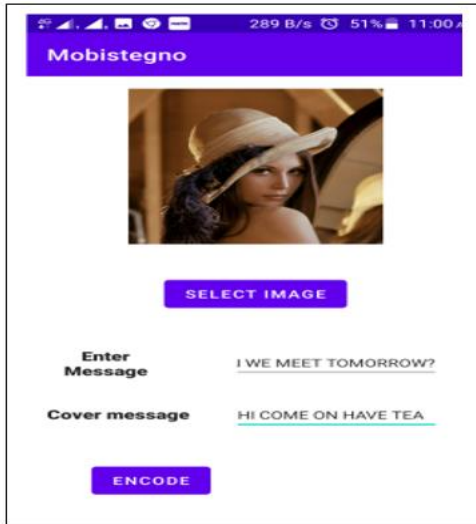 289 B/s 51% 11:00
Mobistegno
SELECT IMAGE
Enter
Message
I WE MEET TOMORROW?
Cover message
HI COME ON HAVE TEA
ENCODE